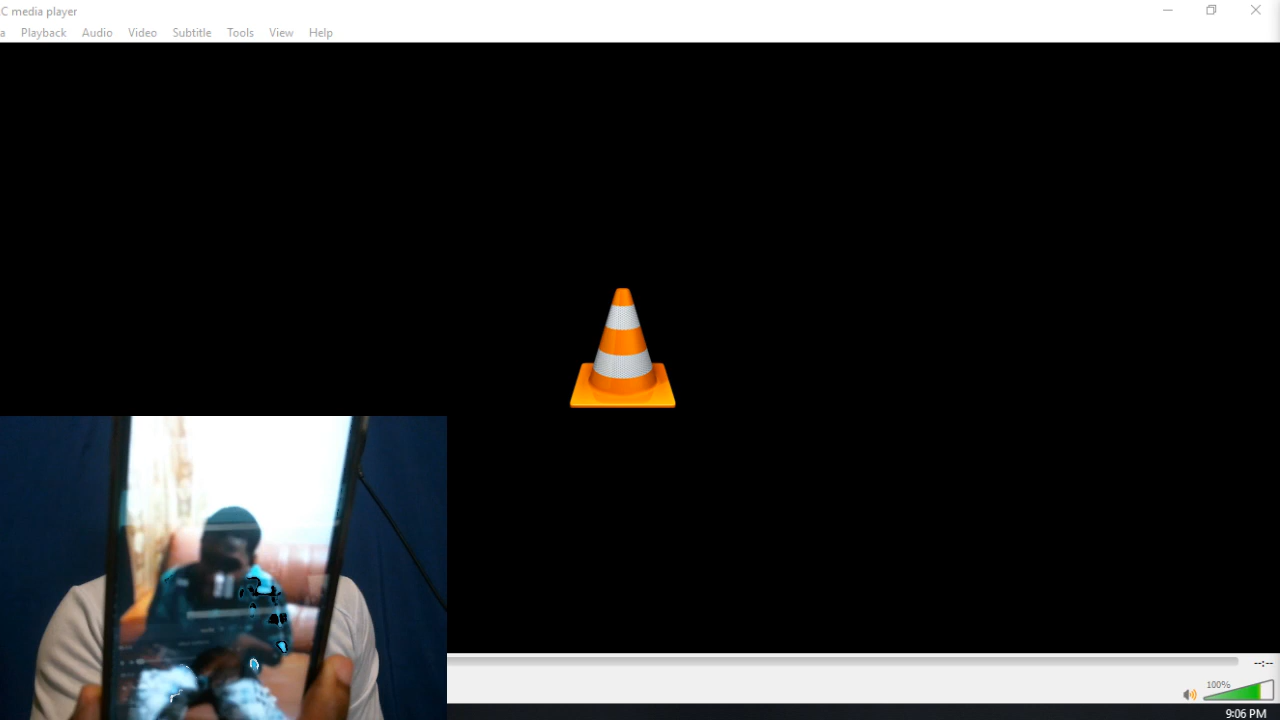 C media player
a Playback Audio Video Subtitle Tools View Help
--:--
100%
9:06 PM